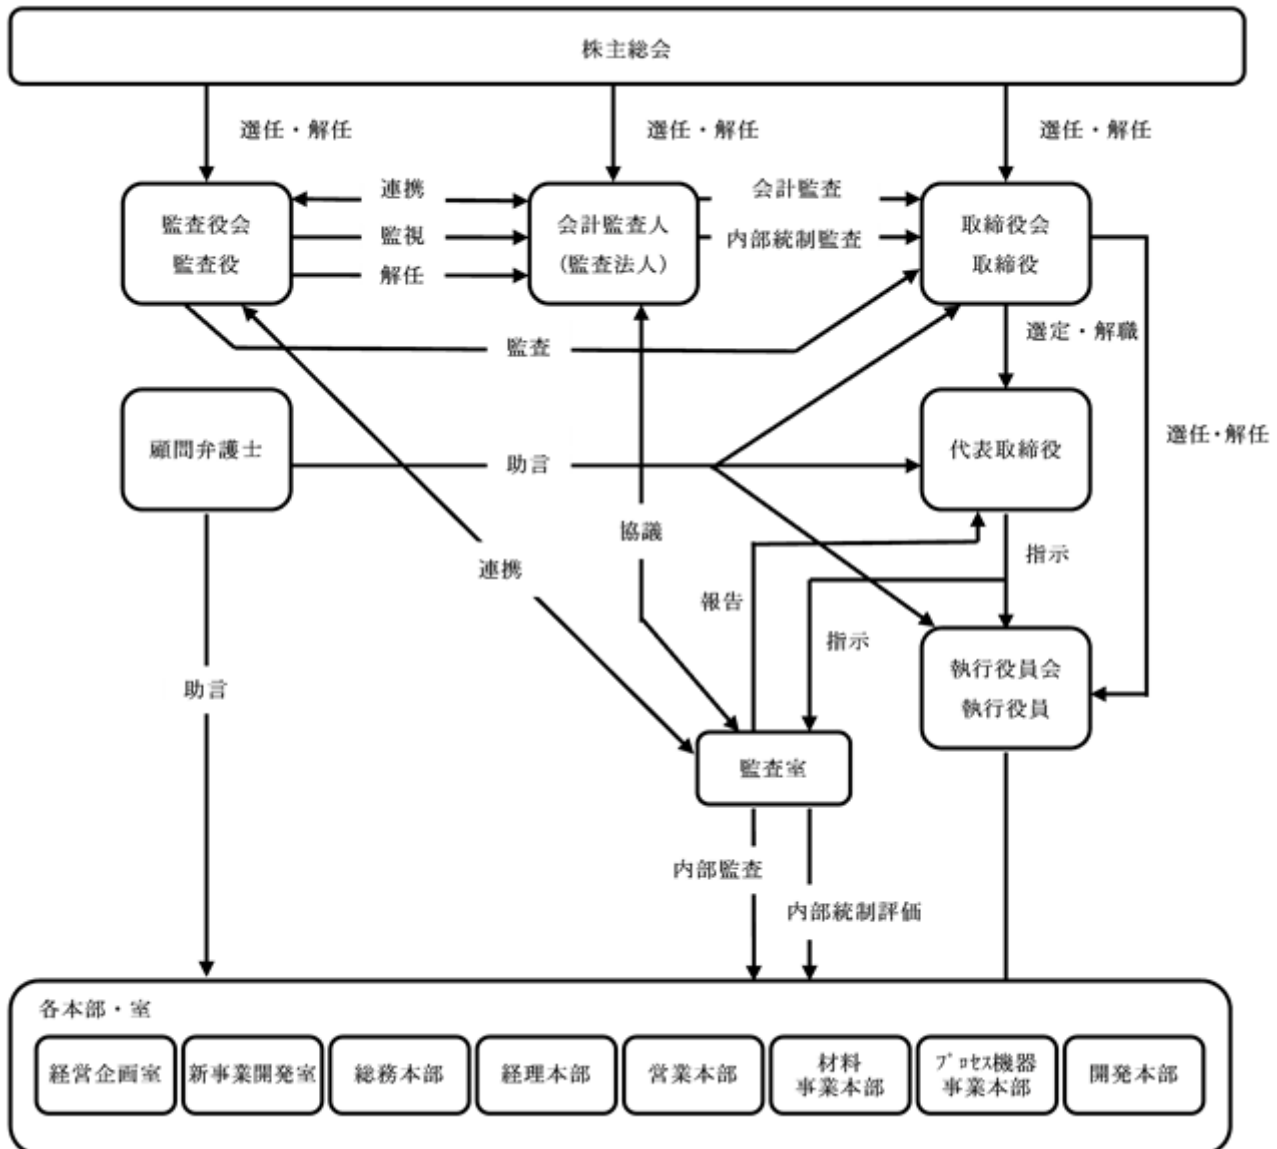 株主総会
選任・解任
選任・解任
選任・解任
監査役会
監査役
連携
監視
解任
会計監査人
(監査法人)
会計監査
内部統制監査
取締役会
取締役
監査
選定・解職
顧問弁護士
助言
代表取締役
選任・解任
協議
指示
連携
報告
指示
執行役員会
執行役員
助言
監査室
内部監査
内部統制評価
各本部・室
経営企画室
新事業開発室
総務本部
経理本部
営業本部
材料
事業本部
ﾌﾟﾛｾｽ機器
事業本部
開発本部